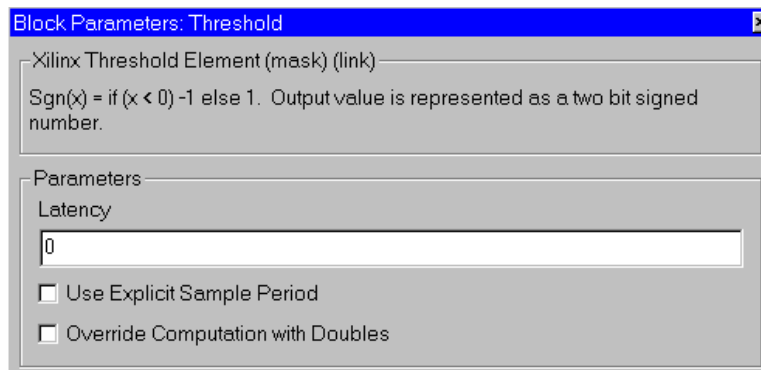 Block Parameters: Threshold
Xilinx Threshold Element (mask) (link)
Sgn(x) = if (x < 0) -1 else 1. Output value is represented as a two bit signed
number.
Parameters
Latency
0
Use Explicit Sample Period
Override Computation with Doubles